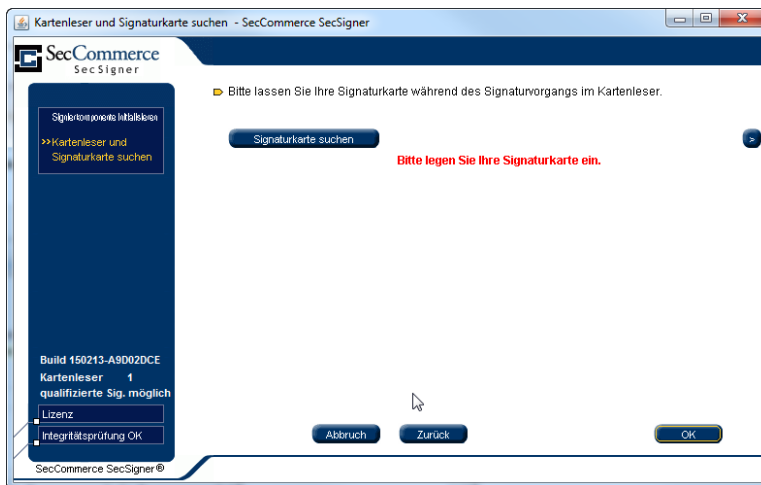 Kartenleser und Signaturkarte suchen - SecCommerce SecSigner
SecCommerce
SecSigner
Bitte lassen Sie Ihre Signaturkarte während des Signaturvorgangs im Kartenleser.
Signierkomponente Initialisieren
>>Kartenleser und
Signaturkarte suchen
Signaturkarte suchen
>
Bitte legen Sie Ihre Signaturkarte ein.
Build 150213-A9D02DCE
Kartenleser 1
qualifizierte Sig. möglich
Lizenz
Integritätsprüfung OK
Abbruch
Zurück
OK
SecCommerce SecSigner®